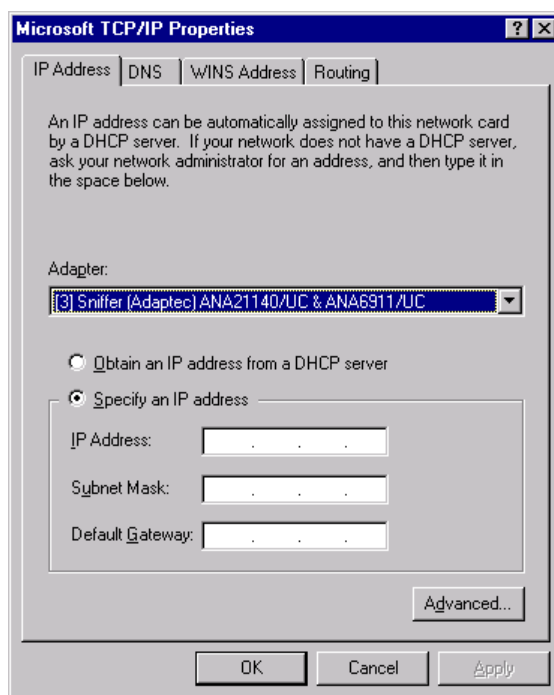 Microsoft TCP/IP Properties
IP Address DNS WINS Address Routing
An IP address can be automatically assigned to this network card
by a DHCP server. If your network does not have a DHCP server,
ask your network administrator for an address, and then type it in
the space below.
Adapter:
[3] Sniffer (Adaptec) ANA21140/UC & ANA6911/UC
Obtain an IP address from a DHCP server
Specify an IP address
IP Address: . . .
Subnet Mask: . . .
Default Gateway: . . .
Advanced...
OK Cancel Apply